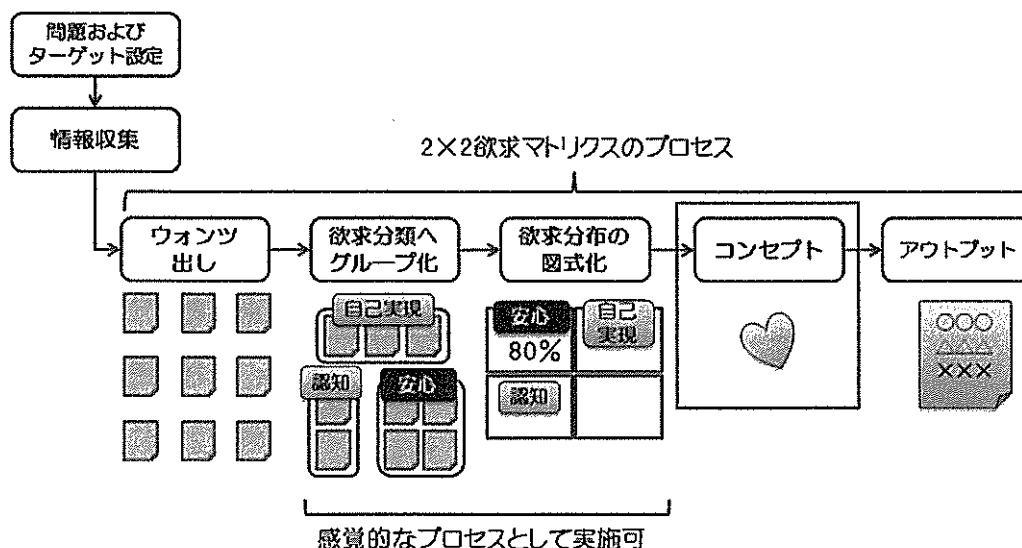 問題および
ターゲット設定
情報収集
2×2欲求マトリクスのプロセス
ウォンツ
出し
欲求分類へ
グループ化
欲求分布の
図式化
コンセプト
アウトプット
自己実現
認知
安心
安心
80%
自己
実現
認知
○○○
△△△
×××
感覚的なプロセスとして実施可